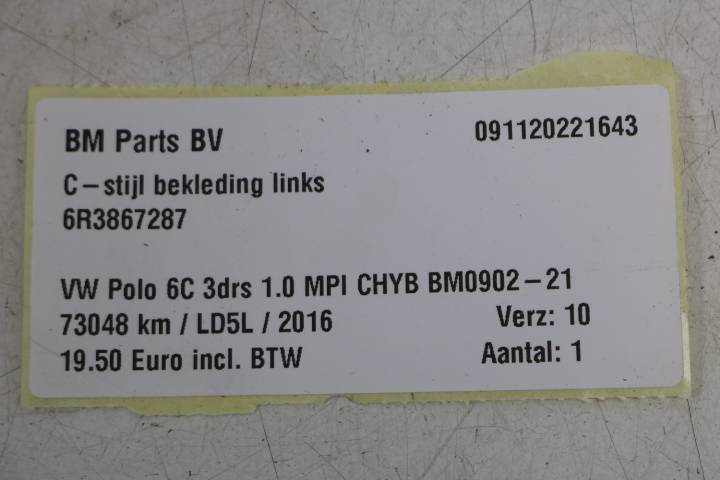 BM Parts BV 091120221643
C-stijl bekleding links
6R3867287
VW Polo 6C 3drs 1.0 MPI CHYB BM0902-21
73048 km / LD5L / 2016 Verz: 10
19.50 Euro incl. BTW Aantal: 1